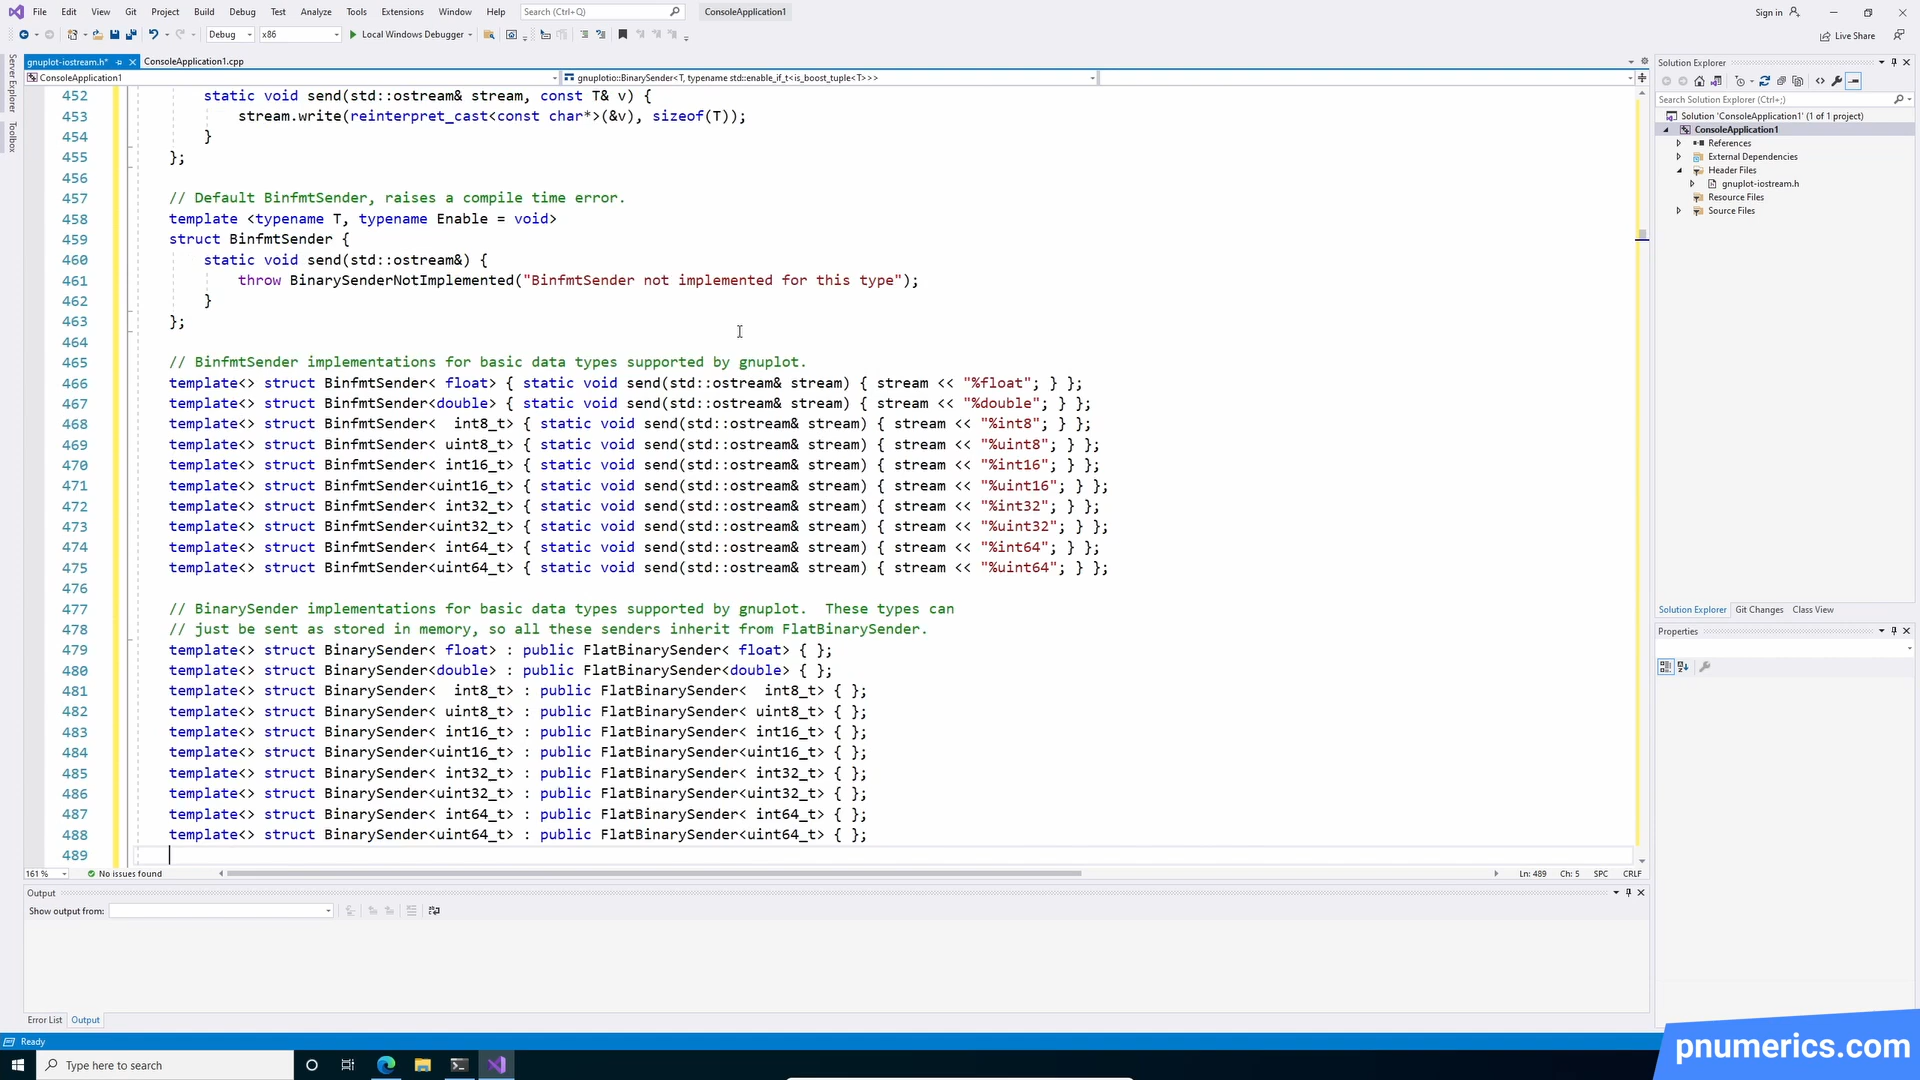 File Edit View Git Project Build Debug Test Analyze Tools Extensions Window Help Search (Ctrl+Q) ConsoleApplication1 Sign in
Debug x86 Local Windows Debugger Live Share
gnuplot-iostream.h* ConsoleApplication1.cpp
ConsoleApplication1 gnuplotio::BinarySender<T, typename std::enable_if_t<is_boost_tuple<T>>>
Server Explorer
Toolbox
452 static void send(std::ostream& stream, const T& v) {
453 stream.write(reinterpret_cast<const char*>(&v), sizeof(T));
454 }
455 };
456
457 // Default BinfmtSender, raises a compile time error.
458 template <typename T, typename Enable = void>
459 struct BinfmtSender {
460 static void send(std::ostream&) {
461 throw BinarySenderNotImplemented("BinfmtSender not implemented for this type");
462 }
463 };
464
465 // BinfmtSender implementations for basic data types supported by gnuplot.
466 template<> struct BinfmtSender< float> { static void send(std::ostream& stream) { stream << "%float"; } };
467 template<> struct BinfmtSender<double> { static void send(std::ostream& stream) { stream << "%double"; } };
468 template<> struct BinfmtSender<  int8_t> { static void send(std::ostream& stream) { stream << "%int8"; } };
469 template<> struct BinfmtSender< uint8_t> { static void send(std::ostream& stream) { stream << "%uint8"; } };
470 template<> struct BinfmtSender< int16_t> { static void send(std::ostream& stream) { stream << "%int16"; } };
471 template<> struct BinfmtSender<uint16_t> { static void send(std::ostream& stream) { stream << "%uint16"; } };
472 template<> struct BinfmtSender< int32_t> { static void send(std::ostream& stream) { stream << "%int32"; } };
473 template<> struct BinfmtSender<uint32_t> { static void send(std::ostream& stream) { stream << "%uint32"; } };
474 template<> struct BinfmtSender< int64_t> { static void send(std::ostream& stream) { stream << "%int64"; } };
475 template<> struct BinfmtSender<uint64_t> { static void send(std::ostream& stream) { stream << "%uint64"; } };
476
477 // BinarySender implementations for basic data types supported by gnuplot.  These types can
478 // just be sent as stored in memory, so all these senders inherit from FlatBinarySender.
479 template<> struct BinarySender< float> : public FlatBinarySender< float> { };
480 template<> struct BinarySender<double> : public FlatBinarySender<double> { };
481 template<> struct BinarySender<  int8_t> : public FlatBinarySender<  int8_t> { };
482 template<> struct BinarySender< uint8_t> : public FlatBinarySender< uint8_t> { };
483 template<> struct BinarySender< int16_t> : public FlatBinarySender< int16_t> { };
484 template<> struct BinarySender<uint16_t> : public FlatBinarySender<uint16_t> { };
485 template<> struct BinarySender< int32_t> : public FlatBinarySender< int32_t> { };
486 template<> struct BinarySender<uint32_t> : public FlatBinarySender<uint32_t> { };
487 template<> struct BinarySender< int64_t> : public FlatBinarySender< int64_t> { };
488 template<> struct BinarySender<uint64_t> : public FlatBinarySender<uint64_t> { };
489
161 % No issues found Ln: 489 Ch: 5 SPC CRLF
Output
Show output from:
Error List Output
Solution Explorer
Search Solution Explorer (Ctrl+;)
Solution 'ConsoleApplication1' (1 of 1 project)
ConsoleApplication1
References
External Dependencies
Header Files
gnuplot-iostream.h
Resource Files
Source Files
Solution Explorer Git Changes Class View
Properties
Ready
Type here to search
pnumerics.com